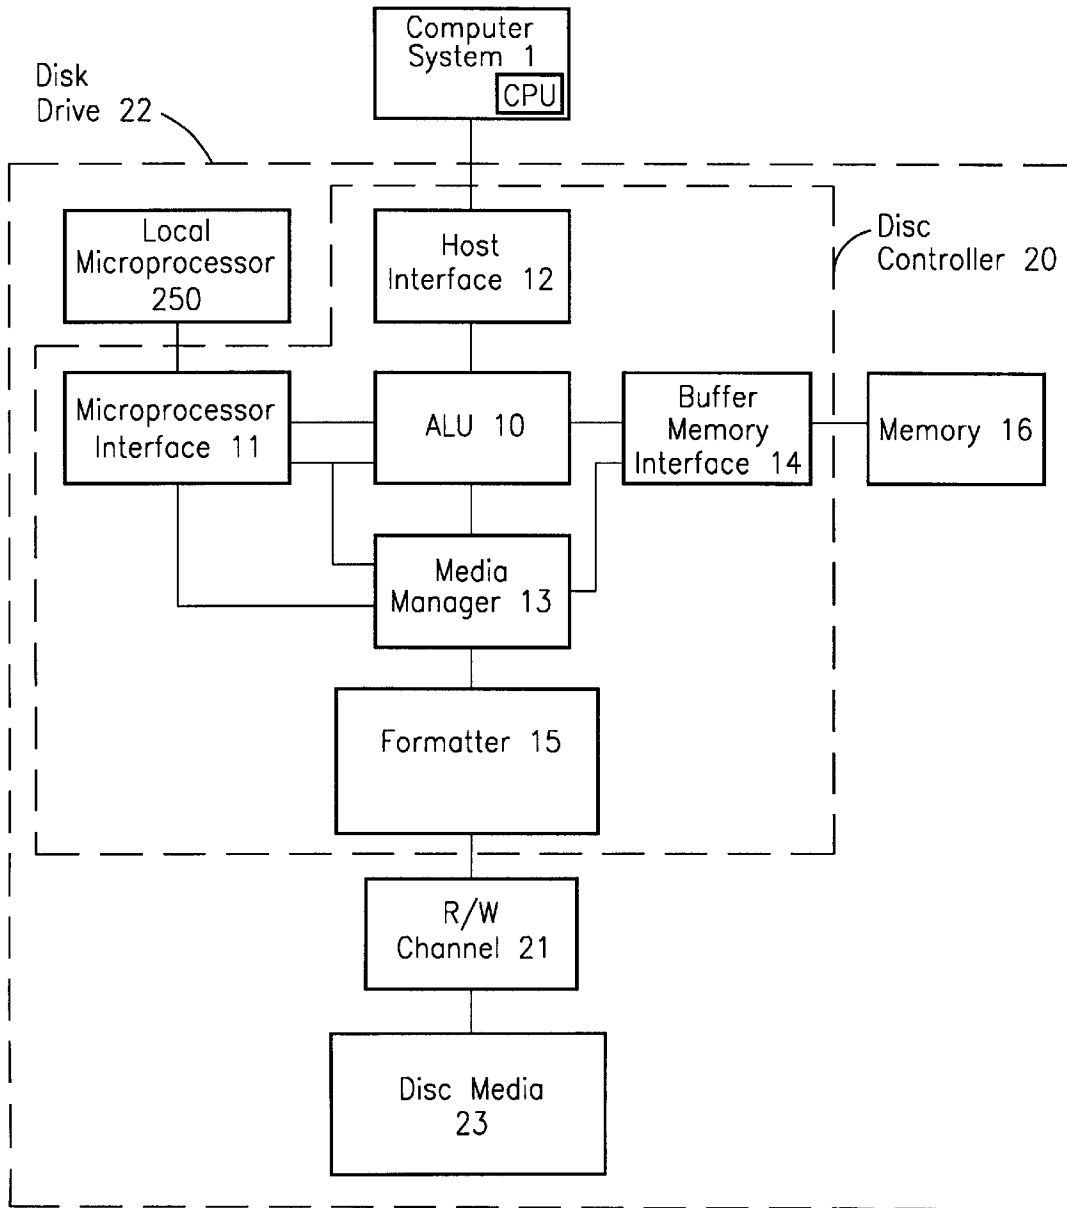 Computer
System 1
CPU
Disk
Drive 22
Local
Microprocessor
250
Host
Interface 12
Disc
Controller 20
Microprocessor
Interface 11
ALU 10
Buffer
Memory
Interface 14
Memory 16
Media
Manager 13
Formatter 15
R/W
Channel 21
Disc Media
23